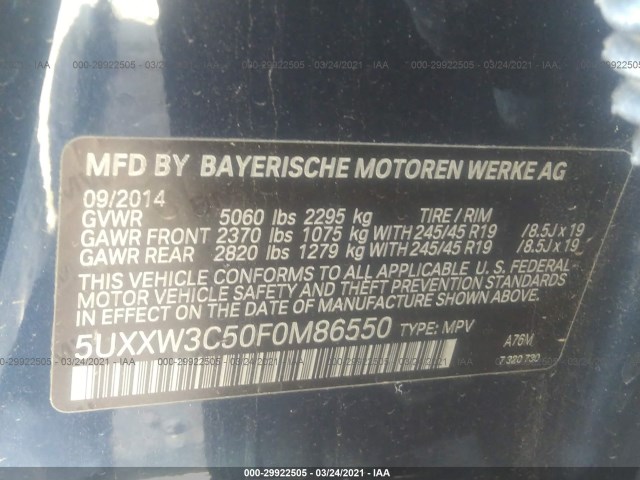 000-29922505 - 03/24/2021 - IAA
MFD BY BAYERISCHE MOTOREN WERKE AG
09/2014
GVWR 5060 lbs 2295 kg TIRE / RIM
GAWR FRONT 2370 lbs 1075 kg WITH 245/45 R19 /8.5J x 19
GAWR REAR 2820 lbs 1279 kg WITH 245/45 R19 /8.5J x 19
THIS VEHICLE CONFORMS TO ALL APPLICABLE U. S. FEDERAL
MOTOR VEHICLE SAFETY, BUMPER, AND THEFT PREVENTION
STANDARDS IN EFFECT ON THE DATE OF MANUFACTURE SHOWN ABOVE.
5UXXW3C50F0M86550 TYPE: MPV A76M
7 320 730
000-29922505 - 03/24/2021 - IAA